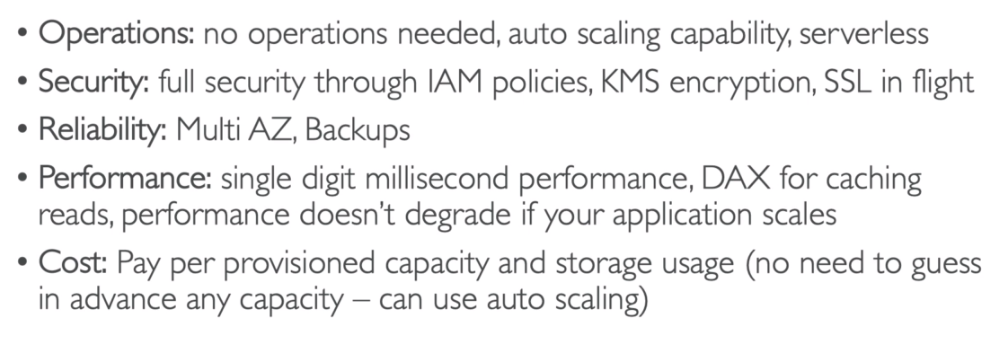 • Operations: no operations needed, auto scaling capability, serverless
• Security: full security through IAM policies, KMS encryption, SSL in flight
• Reliability: Multi AZ, Backups
• Performance: single digit millisecond performance, DAX for caching
reads, performance doesn’t degrade if your application scales
• Cost: Pay per provisioned capacity and storage usage (no need to guess
in advance any capacity – can use auto scaling)